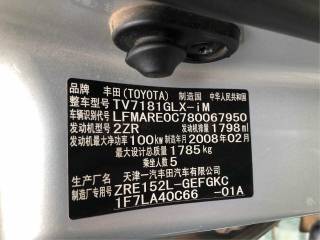 品牌 丰田(TOYOTA) 制造国 中华人民共和国
整车型号 TV7181GLX-iM
车辆识别代号 LFMARE0C780067950
发动机型号 2ZR 发动机排量 1798ml
发动机最大净功率 100kw 制造年月 2008年02月
最大设计总质量 1785kg
乘坐人数 5
生产厂名 天津一汽丰田汽车有限公司
制造厂专用型号 ZRE152L-GEFGKC
1F7LA40C66 -01A